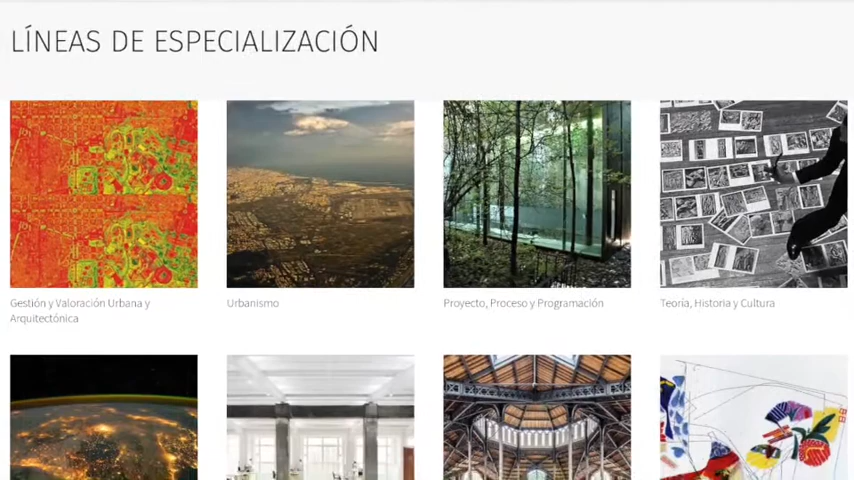 LÍNEAS DE ESPECIALIZACIÓN
Gestión y Valoración Urbana y
Arquitectónica
Urbanismo
Proyecto, Proceso y Programación
Teoría, Historia y Cultura